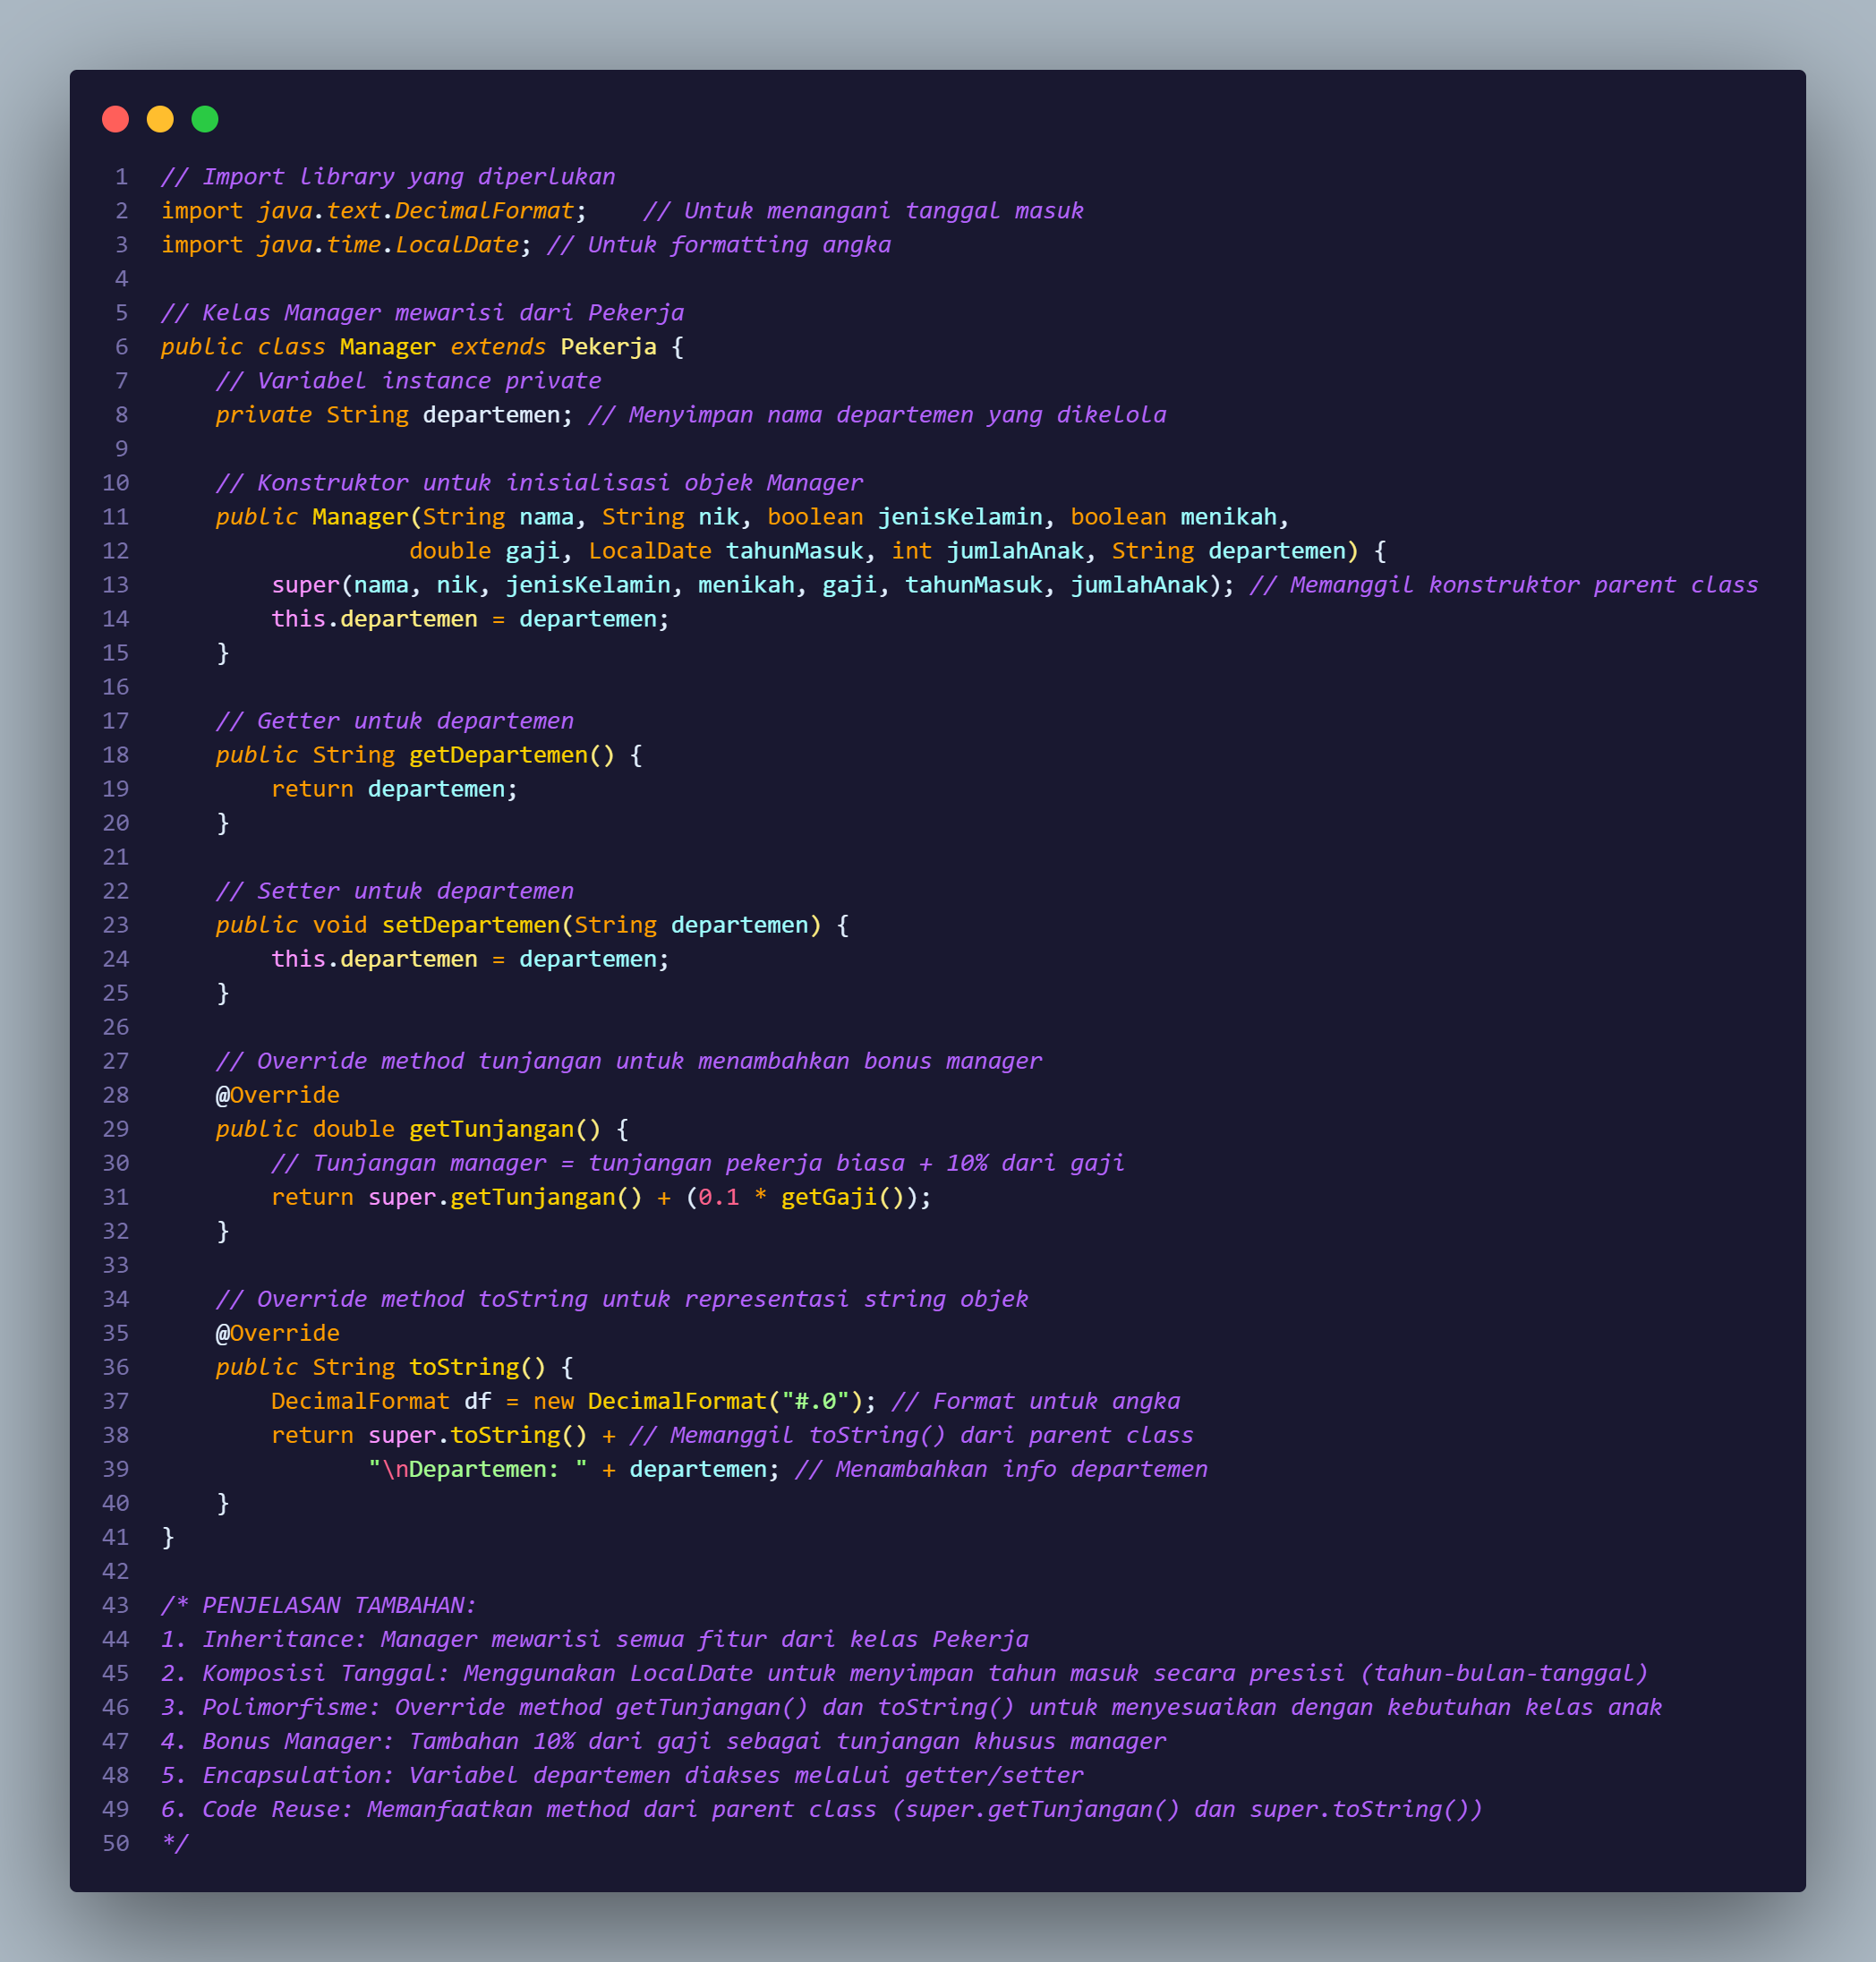 1 // Import library yang diperlukan
2 import java.text.DecimalFormat;    // Untuk menangani tanggal masuk
3 import java.time.LocalDate; // Untuk formatting angka
4
5 // Kelas Manager mewarisi dari Pekerja
6 public class Manager extends Pekerja {
7     // Variabel instance private
8     private String departemen; // Menyimpan nama departemen yang dikelola
9
10     // Konstruktor untuk inisialisasi objek Manager
11     public Manager(String nama, String nik, boolean jenisKelamin, boolean menikah,
12                   double gaji, LocalDate tahunMasuk, int jumlahAnak, String departemen) {
13         super(nama, nik, jenisKelamin, menikah, gaji, tahunMasuk, jumlahAnak); // Memanggil konstruktor parent class
14         this.departemen = departemen;
15     }
16
17     // Getter untuk departemen
18     public String getDepartemen() {
19         return departemen;
20     }
21
22     // Setter untuk departemen
23     public void setDepartemen(String departemen) {
24         this.departemen = departemen;
25     }
26
27     // Override method tunjangan untuk menambahkan bonus manager
28     @Override
29     public double getTunjangan() {
30         // Tunjangan manager = tunjangan pekerja biasa + 10% dari gaji
31         return super.getTunjangan() + (0.1 * getGaji());
32     }
33
34     // Override method toString untuk representasi string objek
35     @Override
36     public String toString() {
37         DecimalFormat df = new DecimalFormat("#.0"); // Format untuk angka
38         return super.toString() + // Memanggil toString() dari parent class
39                "\nDepartemen: " + departemen; // Menambahkan info departemen
40     }
41 }
42
43 /* PENJELASAN TAMBAHAN:
44 1. Inheritance: Manager mewarisi semua fitur dari kelas Pekerja
45 2. Komposisi Tanggal: Menggunakan LocalDate untuk menyimpan tahun masuk secara presisi (tahun-bulan-tanggal)
46 3. Polimorfisme: Override method getTunjangan() dan toString() untuk menyesuaikan dengan kebutuhan kelas anak
47 4. Bonus Manager: Tambahan 10% dari gaji sebagai tunjangan khusus manager
48 5. Encapsulation: Variabel departemen diakses melalui getter/setter
49 6. Code Reuse: Memanfaatkan method dari parent class (super.getTunjangan() dan super.toString())
50 */